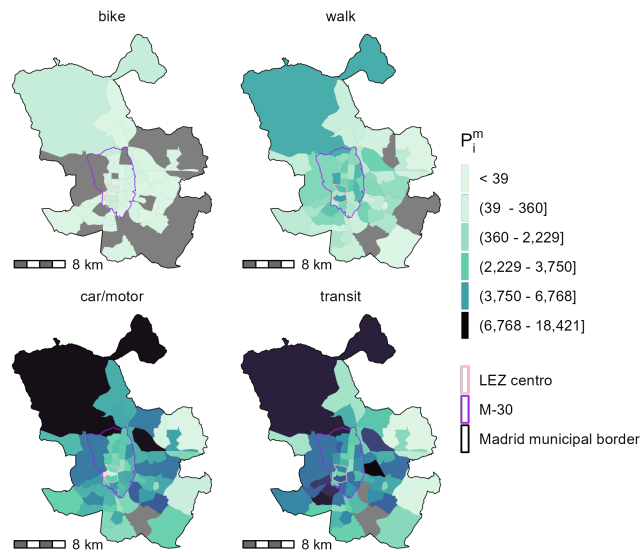 bike
walk
8 km
8 km
car/motor
transit
8 km
8 km
P_i^m
< 39
(39 - 360]
(360 - 2,229]
(2,229 - 3,750]
(3,750 - 6,768]
(6,768 - 18,421]
LEZ centro
M-30
Madrid municipal border